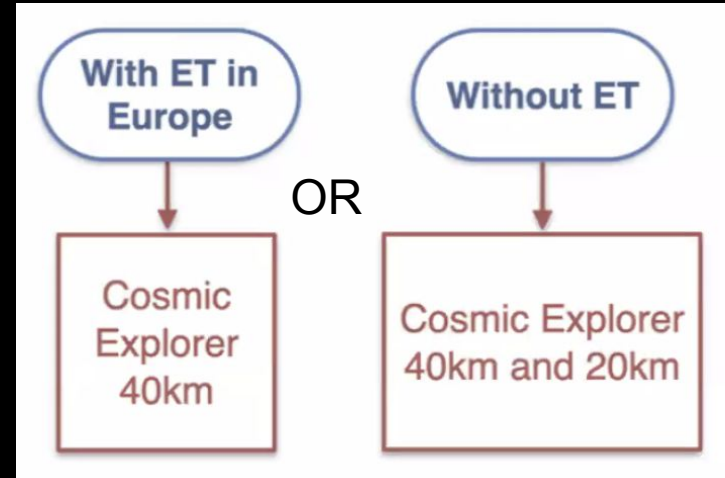 With ET in
Europe
OR
Without ET
Cosmic
Explorer
40km
Cosmic Explorer
40km and 20km